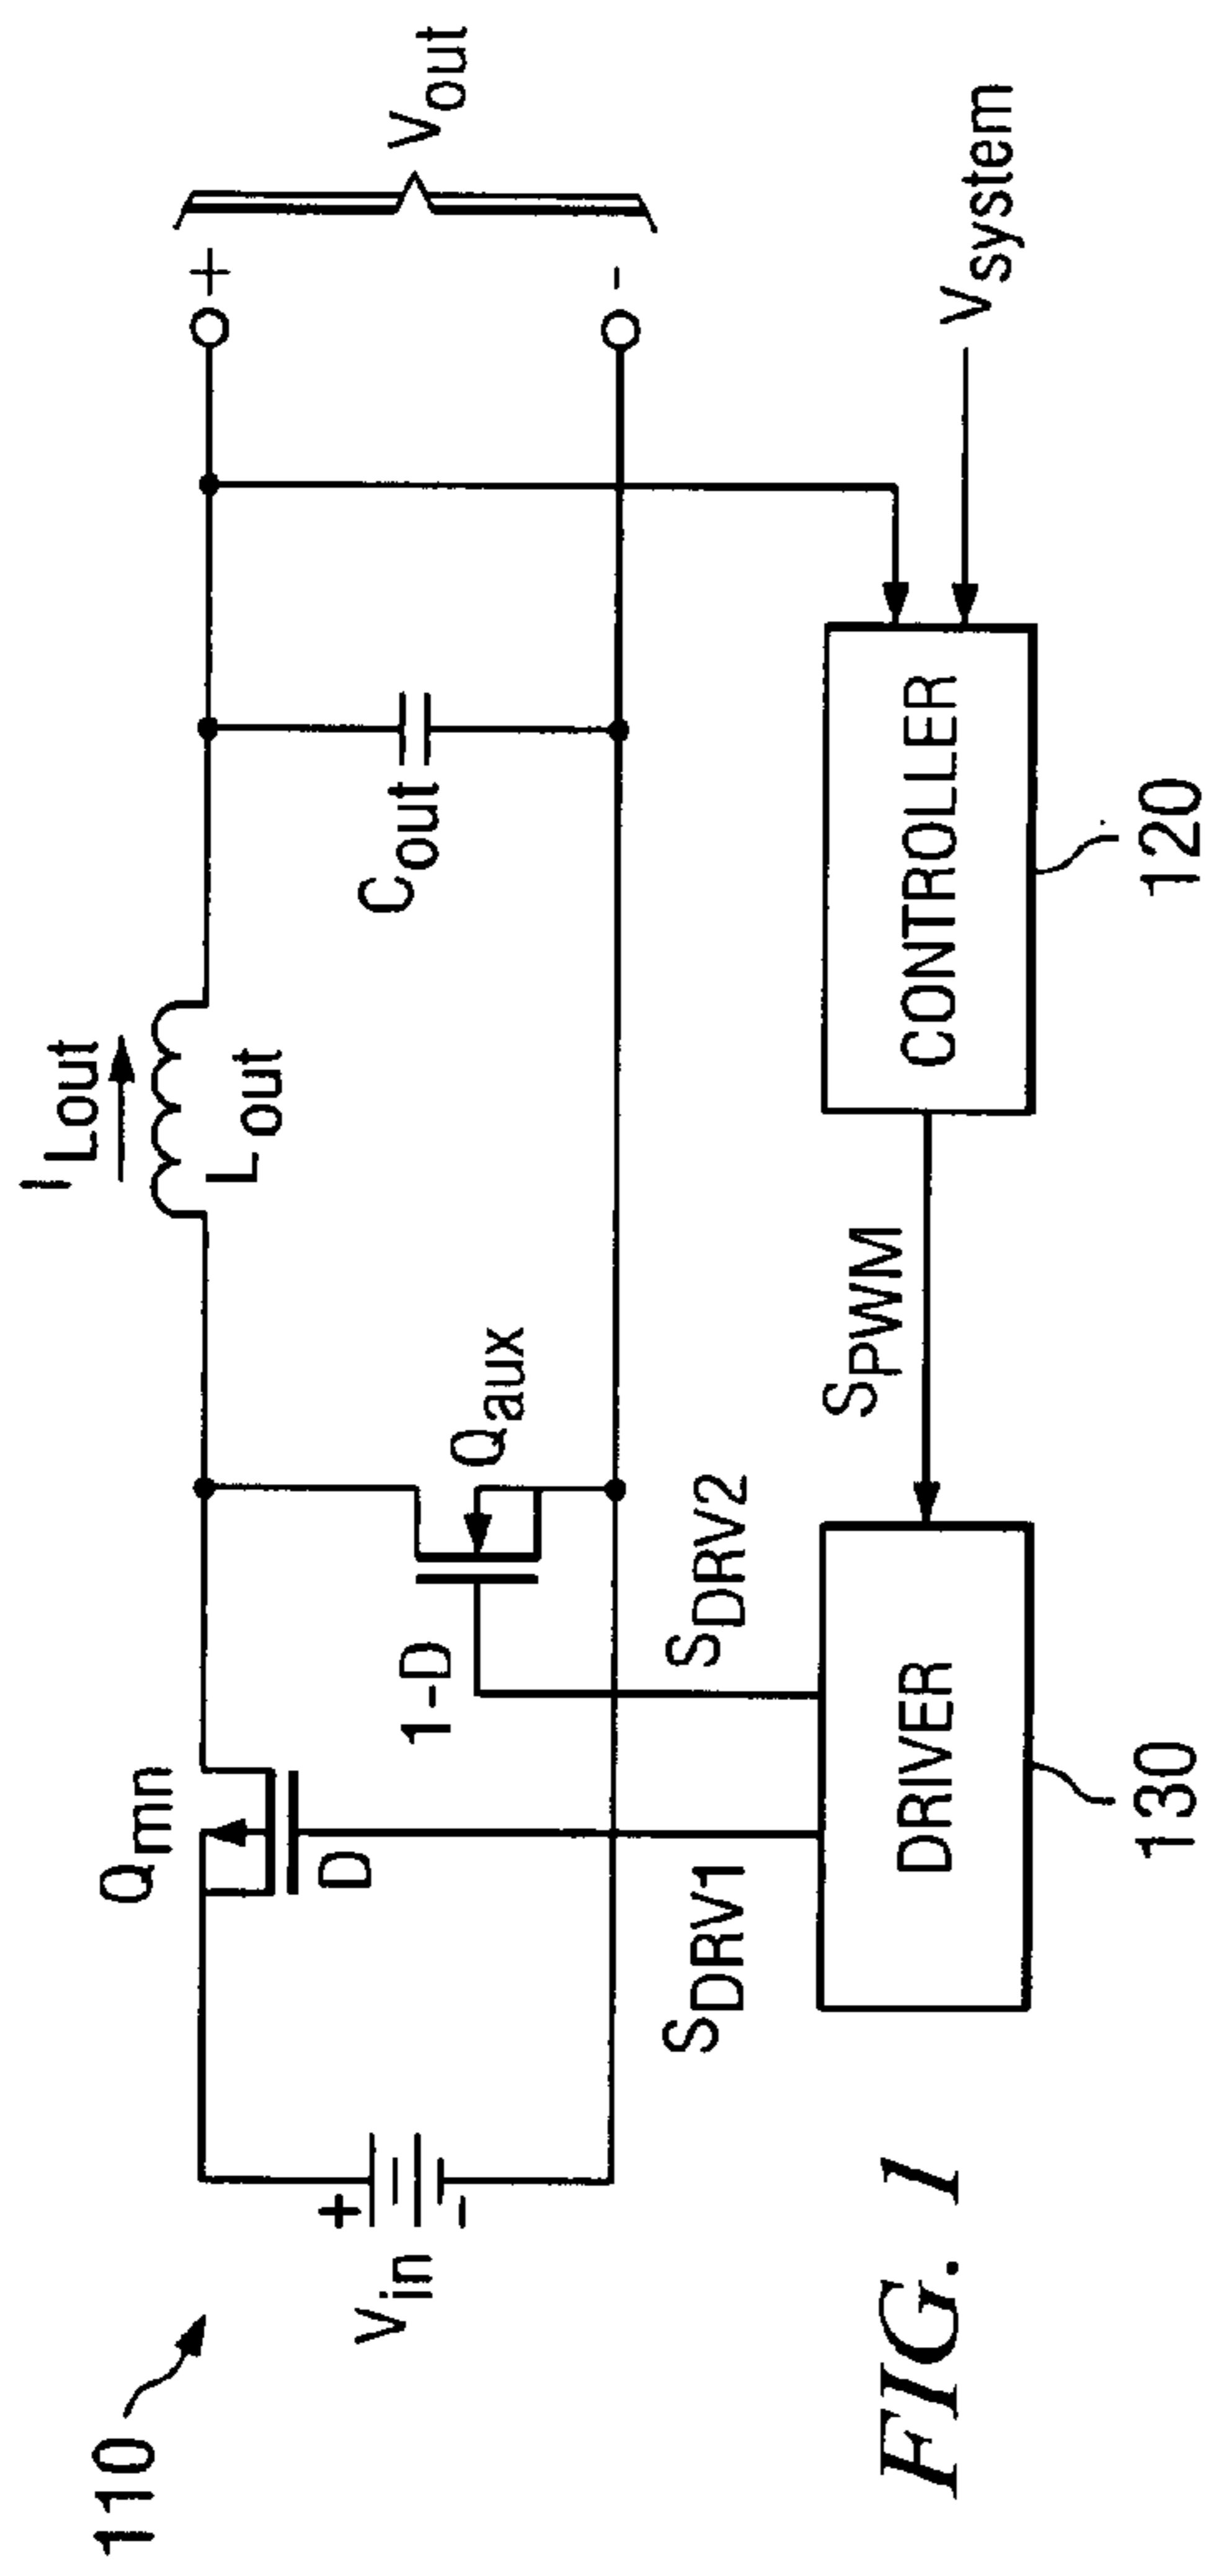 110
Qmn
ILout
Lout
+
Vout
D
1-D
Qaux
Cout
+
Vin
-
-
SDRV1
SDRV2
SPWM
Vsystem
DRIVER
CONTROLLER
130
120
FIG. 1